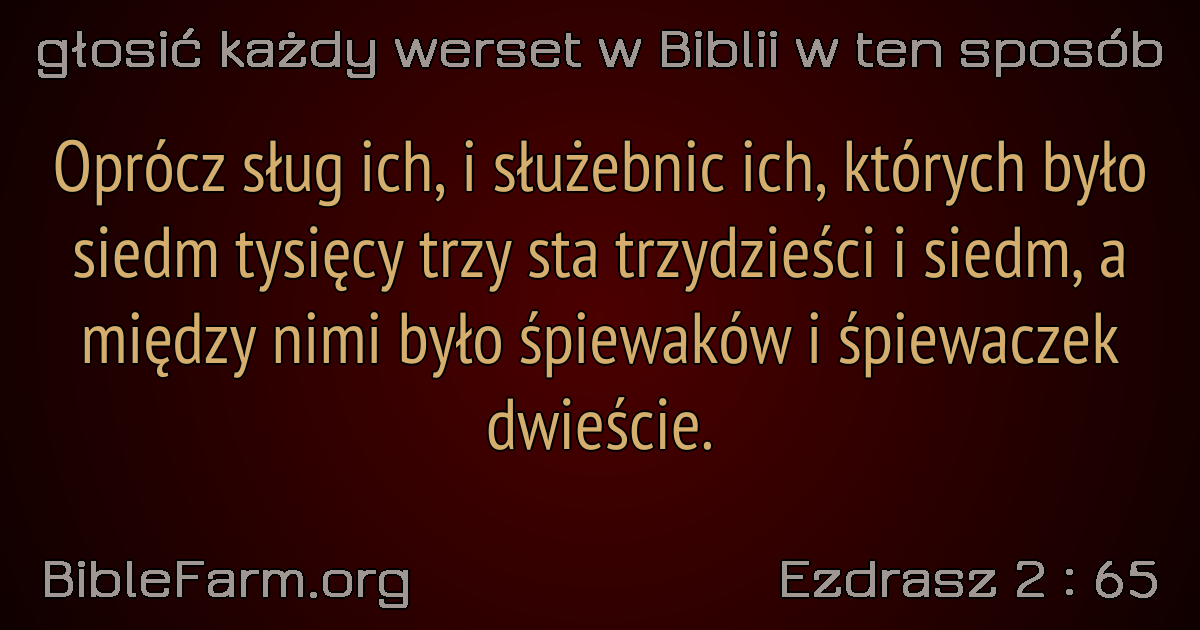 głosić każdy werset w Biblii w ten sposób
Oprócz sług ich, i służebnic ich, których było
siedm tysięcy trzy sta trzydzieści i siedm, a
między nimi było śpiewaków i śpiewaczek
dwieście.
BibleFarm.org
Ezdrasz 2 : 65